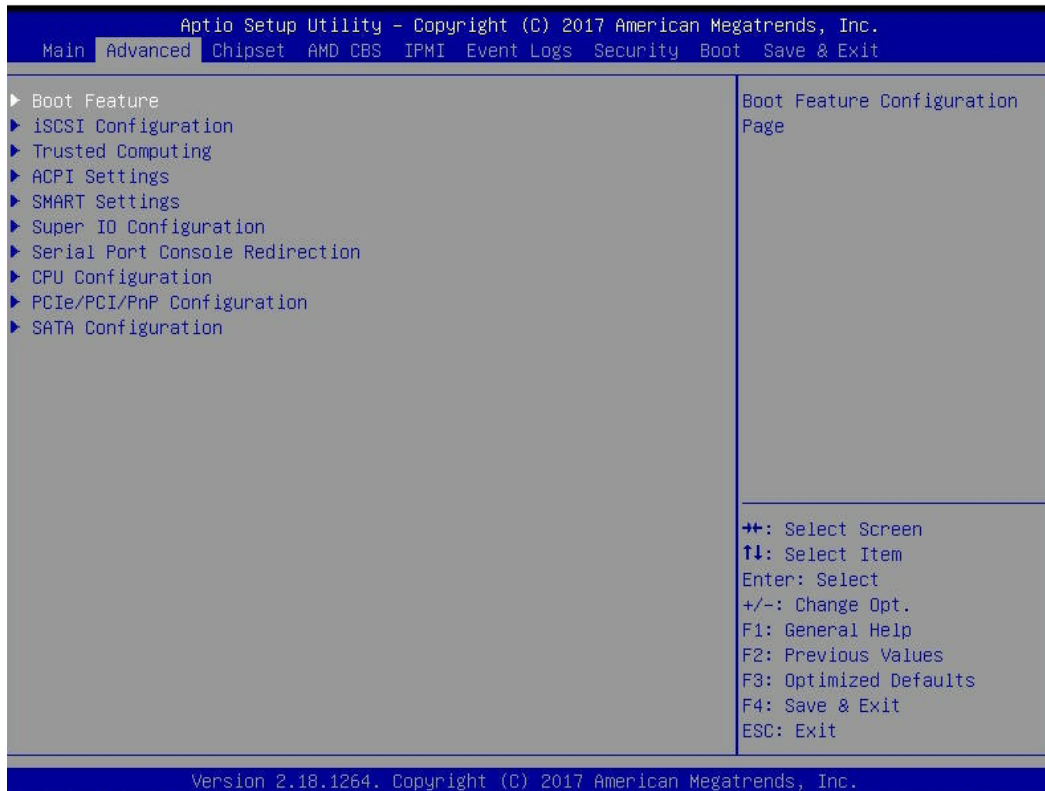 Aptio Setup Utility – Copyright (C) 2017 American Megatrends, Inc.
Main Advanced Chipset AMD CBS IPMI Event Logs Security Boot Save & Exit
▶ Boot Feature
▶ iSCSI Configuration
▶ Trusted Computing
▶ ACPI Settings
▶ SMART Settings
▶ Super IO Configuration
▶ Serial Port Console Redirection
▶ CPU Configuration
▶ PCIe/PCI/PnP Configuration
▶ SATA Configuration
Boot Feature Configuration
Page
→←: Select Screen
↑↓: Select Item
Enter: Select
+/-: Change Opt.
F1: General Help
F2: Previous Values
F3: Optimized Defaults
F4: Save & Exit
ESC: Exit
Version 2.18.1264. Copyright (C) 2017 American Megatrends, Inc.